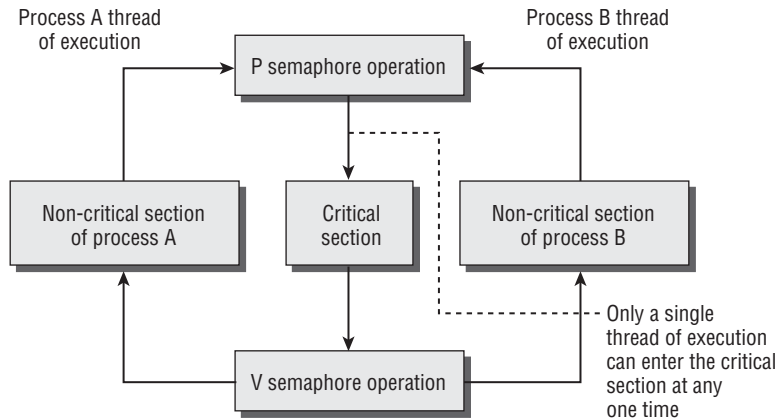 Process A thread
of execution
Process B thread
of execution
P semaphore operation
Non-critical section
of process A
Critical
section
Non-critical section
of process B
V semaphore operation
Only a single
thread of execution
can enter the critical
section at any
one time